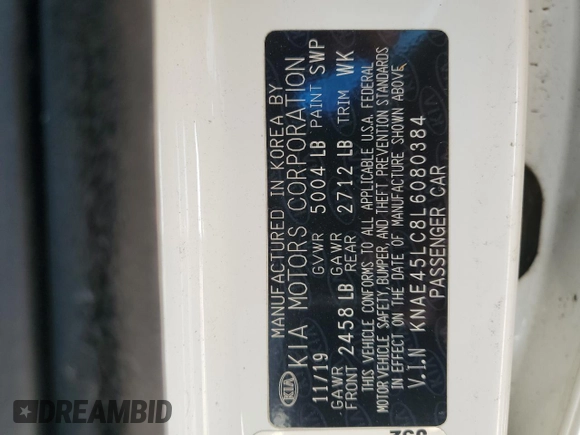 MANUFACTURED IN KOREA BY
KIA MOTORS CORPORATION
KIA
11/19 GVWR 5004 LB PAINT SWP
GAWR FRONT 2458 LB GAWR REAR 2712 LB TRIM WK
THIS VEHICLE CONFORMS TO ALL APPLICABLE U.S.A. FEDERAL
MOTOR VEHICLE SAFETY, BUMPER, AND THEFT PREVENTION STANDARDS
IN EFFECT ON THE DATE OF MANUFACTURE SHOWN ABOVE.
V.I.N KNAE45LC8L6080384
PASSENGER CAR
DREAMBID